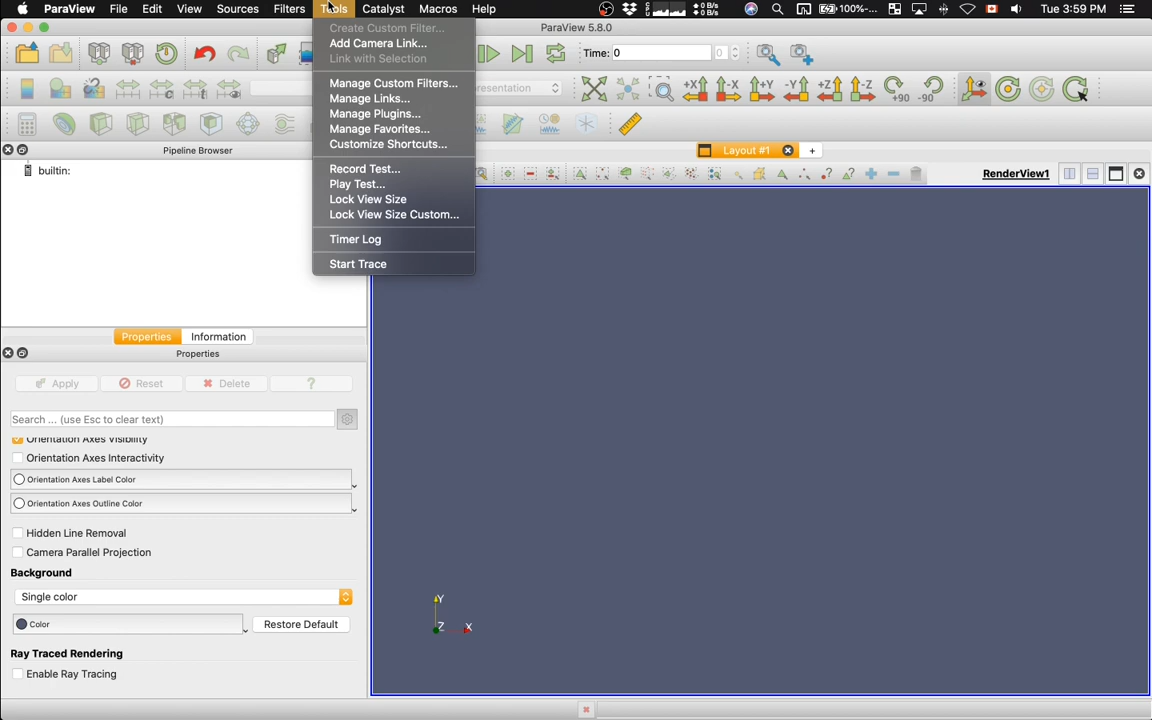 ParaView File Edit View Sources Filters Tools Catalyst Macros Help 100%... Tue 3:59 PM
ParaView 5.8.0
Time: 0 0
+X -X +Y -Y +Z -Z +90 -90
Create Custom Filter...
Add Camera Link...
Link with Selection
Manage Custom Filters...
Manage Links...
Manage Plugins...
Manage Favorites...
Customize Shortcuts...
Record Test...
Play Test...
Lock View Size
Lock View Size Custom...
Timer Log
Start Trace
Pipeline Browser
builtin:
Layout #1 +
RenderView1
Properties Information
Properties
Apply Reset Delete ?
Search ... (use Esc to clear text)
Orientation Axes Visibility
Orientation Axes Interactivity
Orientation Axes Label Color
Orientation Axes Outline Color
Hidden Line Removal
Camera Parallel Projection
Background
Single color
Color Restore Default
Ray Traced Rendering
Enable Ray Tracing
Y
Z X